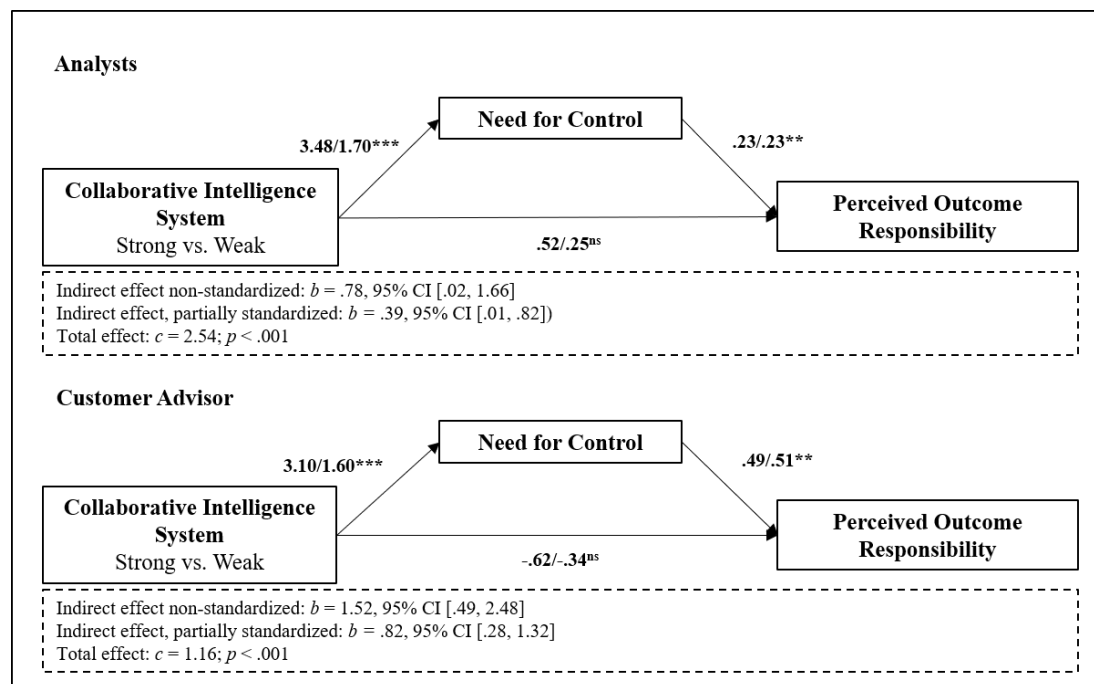 Analysts
Need for Control
3.48/1.70***
.23/.23**
Collaborative Intelligence
System
Strong vs. Weak
Perceived Outcome
Responsibility
.52/.25ns
Indirect effect non-standardized: b = .78, 95% CI [.02, 1.66]
Indirect effect, partially standardized: b = .39, 95% CI [.01, .82])
Total effect: c = 2.54; p < .001
Customer Advisor
Need for Control
3.10/1.60***
.49/.51**
Collaborative Intelligence
System
Strong vs. Weak
Perceived Outcome
Responsibility
-.62/-.34ns
Indirect effect non-standardized: b = 1.52, 95% CI [.49, 2.48]
Indirect effect, partially standardized: b = .82, 95% CI [.28, 1.32]
Total effect: c = 1.16; p < .001